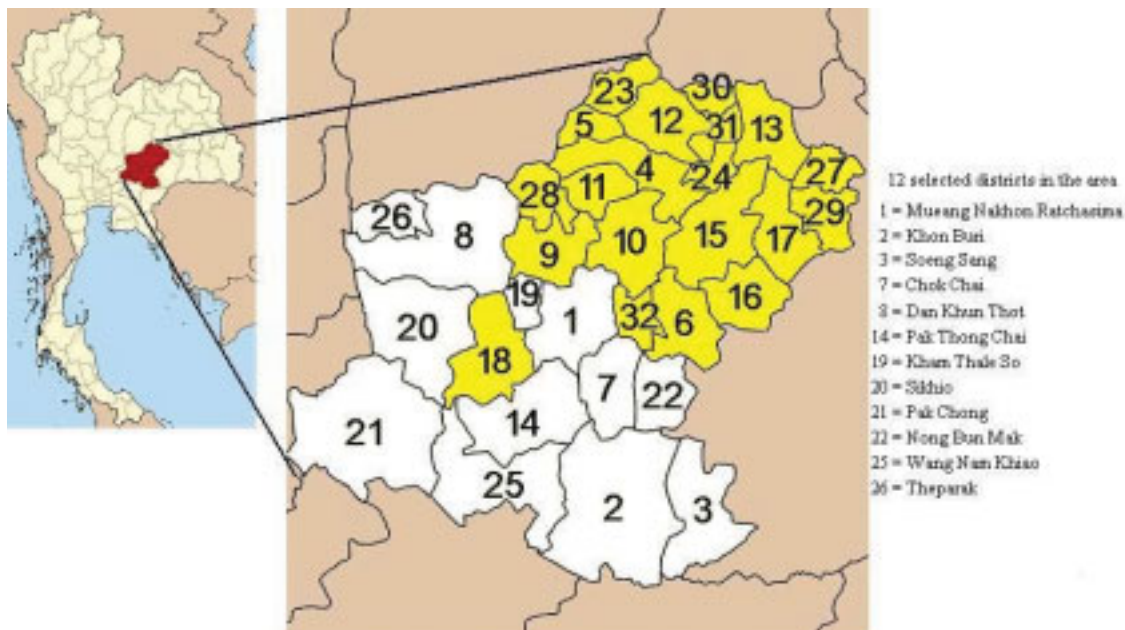 23
30
12
31
13
5
4
24
27
11
28
29
26
8
10
15
17
9
16
19
1
32
6
20
18
7
22
14
21
25
2
3
12 selected districts in the area
1 = Mueang Nakhon Ratchasima
2 = Khon Buri
3 = Soeng Sang
7 = Chok Chai
8 = Dan Khun Thot
14 = Pak Thong Chai
19 = Kham Thale So
20 = Sikhio
21 = Pak Chong
22 = Nong Bun Mak
25 = Wang Nam Khiao
26 = Theparak